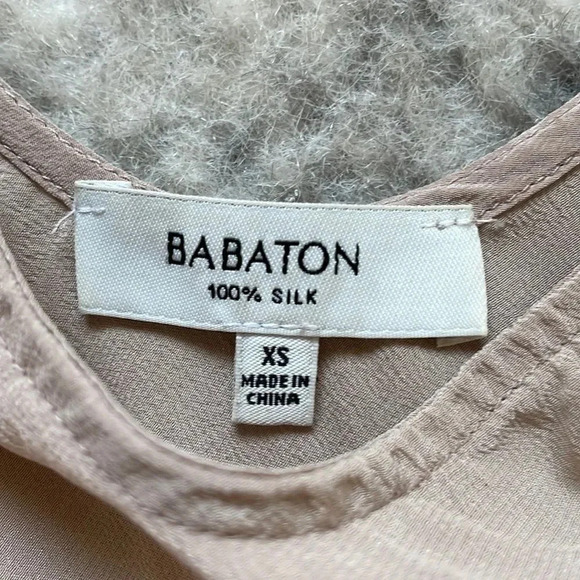 BABATON
100% SILK
XS
MADE IN
CHINA